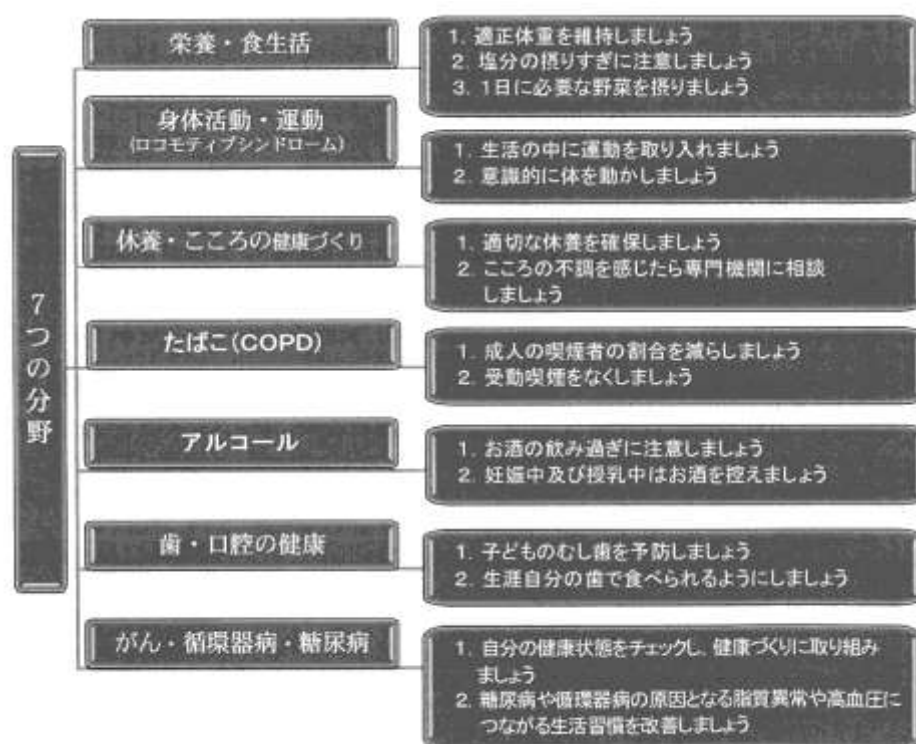 7つの分野
栄養・食生活
1. 適正体重を維持しましょう
2. 塩分の摂りすぎに注意しましょう
3. 1日に必要な野菜を摂りましょう
身体活動・運動
(ロコモティブシンドローム)
1. 生活の中に運動を取り入れましょう
2. 意識的に体を動かしましょう
休養・こころの健康づくり
1. 適切な休養を確保しましょう
2. こころの不調を感じたら専門機関に相談
しましょう
たばこ(COPD)
1. 成人の喫煙者の割合を減らしましょう
2. 受動喫煙をなくしましょう
アルコール
1. お酒の飲み過ぎに注意しましょう
2. 妊娠中及び授乳中はお酒を控えましょう
歯・口腔の健康
1. 子どものむし歯を予防しましょう
2. 生涯自分の歯で食べられるようにしましょう
がん・循環器病・糖尿病
1. 自分の健康状態をチェックし、健康づくりに取り組み
ましょう
2. 糖尿病や循環器病の原因となる脂質異常や高血圧に
つながる生活習慣を改善しましょう